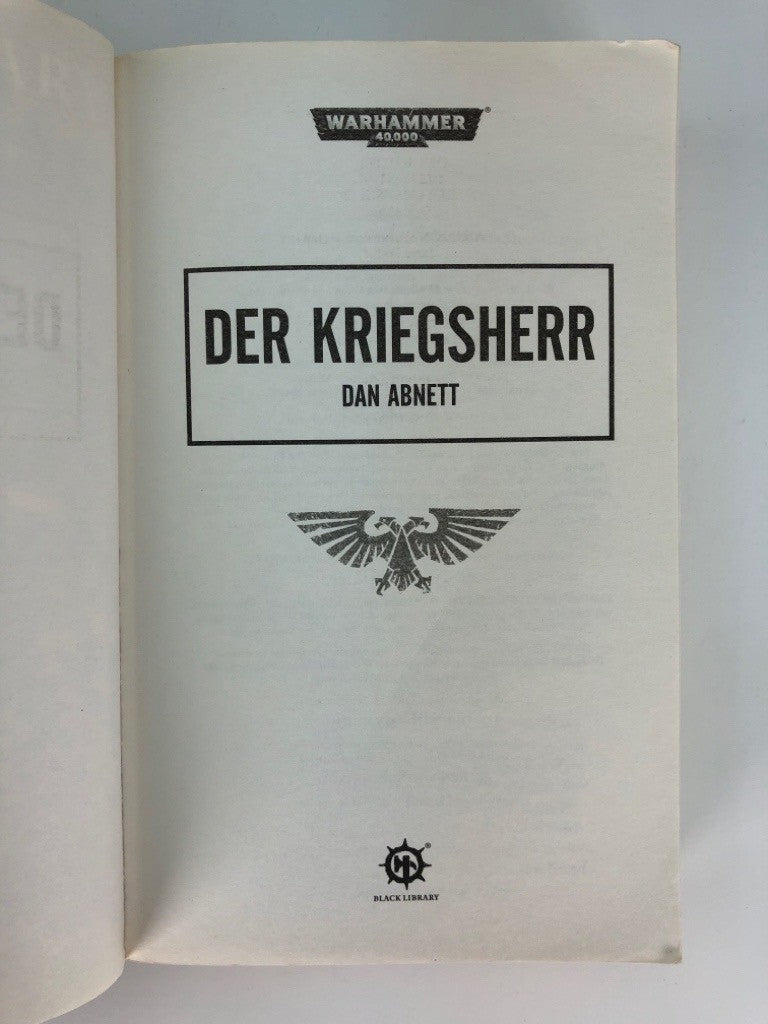 WARHAMMER®
40,000
DER KRIEGSHERR
DAN ABNETT
®
BLACK LIBRARY